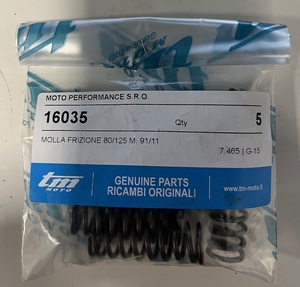 MOTO PERFORMANCE S.R.O.
16035
Qty
5
MOLLA FRIZIONE 80/125 M. 91/11
7.465 | G-15
tm
MOTO
GENUINE PARTS
RICAMBI ORIGINALI
www.tm-moto.it